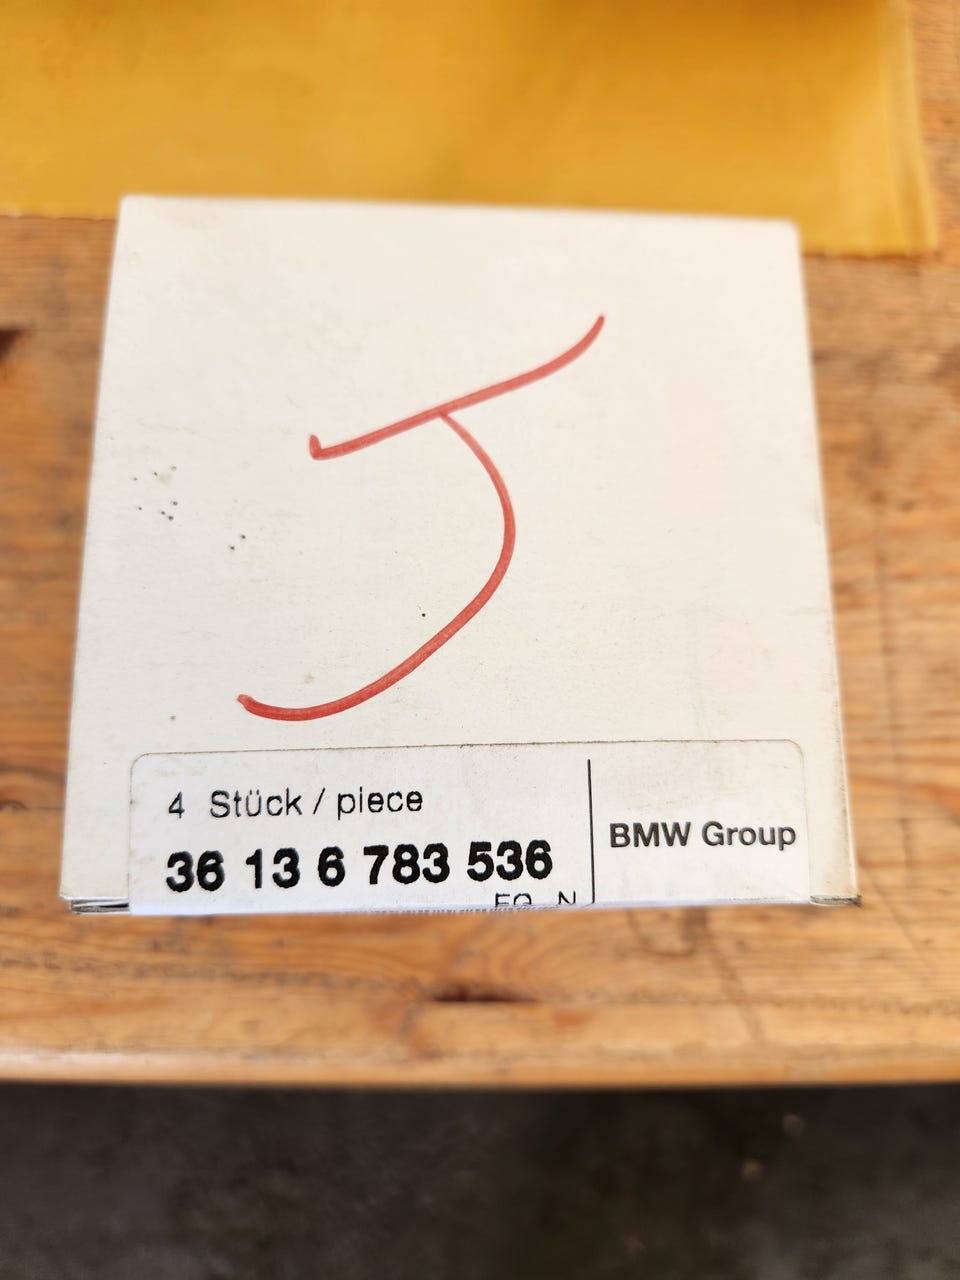 J
4 Stück / piece
36 13 6 783 536
BMW Group